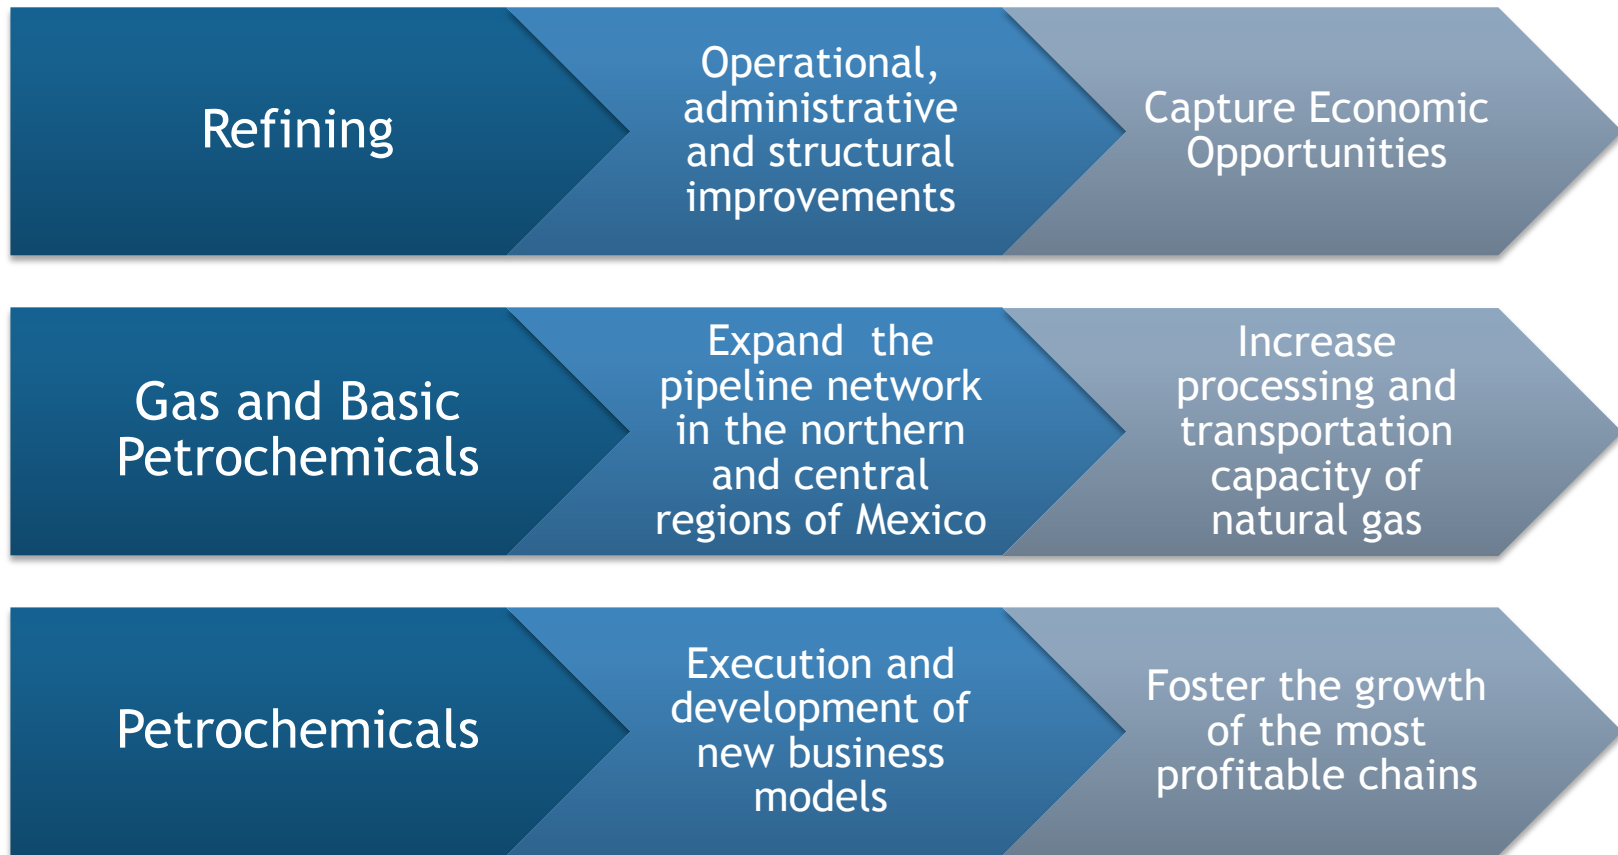 Refining
Operational,
administrative
and structural
improvements
Capture Economic
Opportunities
Gas and Basic
Petrochemicals
Expand  the
pipeline network
in the northern
and central
regions of Mexico
Increase
processing and
transportation
capacity of
natural gas
Petrochemicals
Execution and
development of
new business
models
Foster the growth
of the most
profitable chains